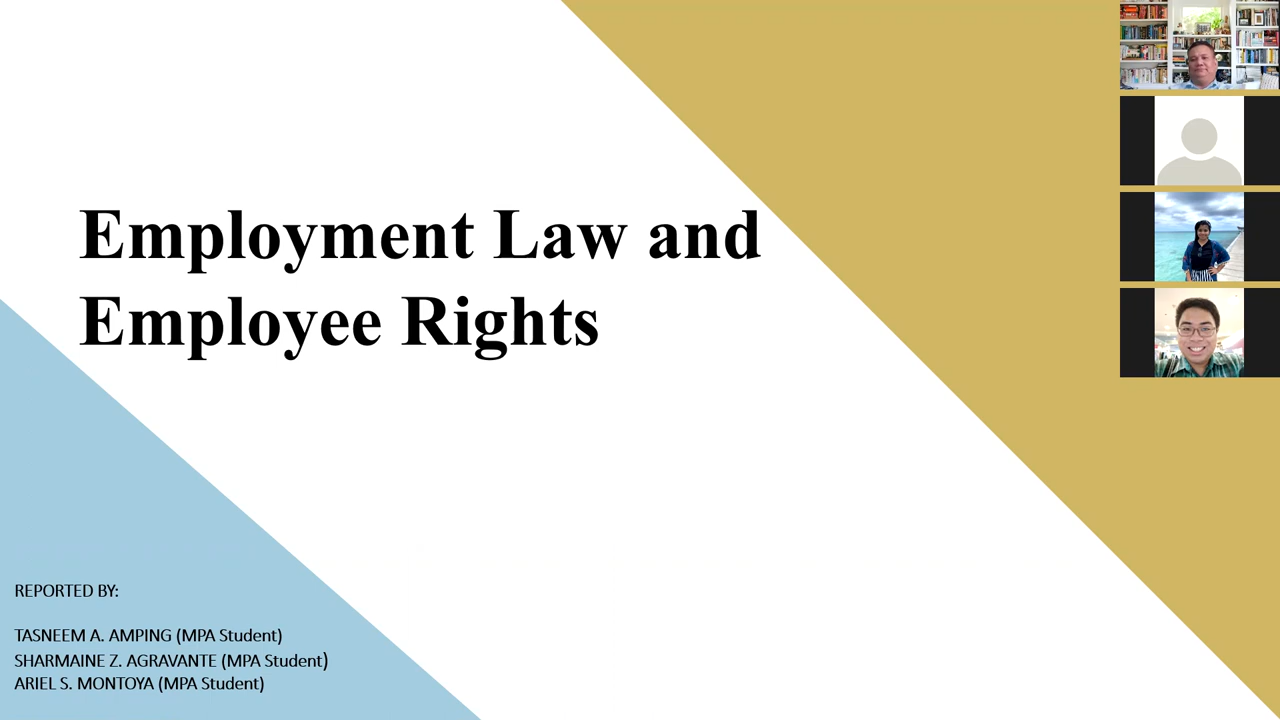 Employment Law and
Employee Rights
REPORTED BY:
TASNEEM A. AMPING (MPA Student)
SHARMAINE Z. AGRAVANTE (MPA Student)
ARIEL S. MONTOYA (MPA Student)